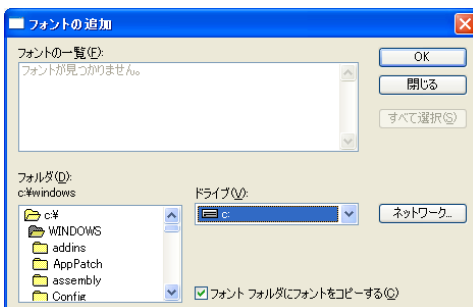 フォントの追加
フォントの一覧(F):
フォントが見つかりません。
OK
閉じる
すべて選択(S)
フォルダ(D):
c:¥windows
c:¥
WINDOWS
addins
AppPatch
assembly
Config
ドライブ(V):
c:
ネットワーク...
フォント フォルダにフォントをコピーする(C)